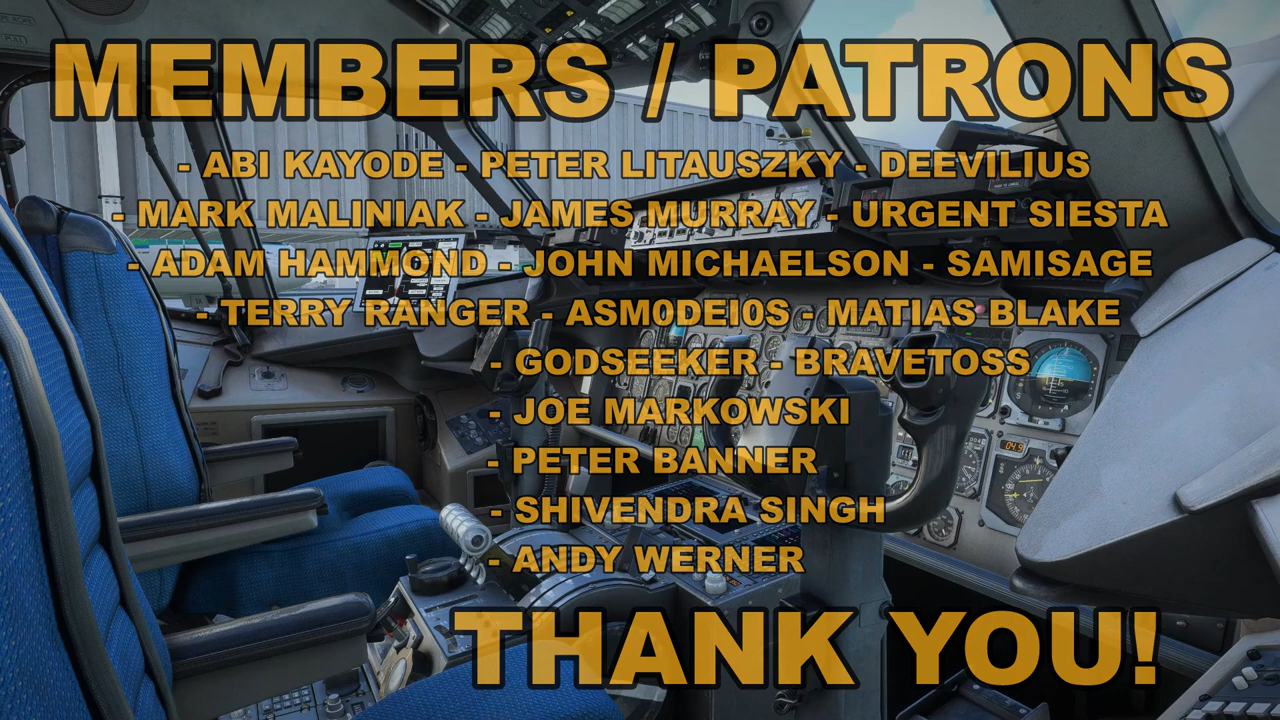 MEMBERS / PATRONS
- ABI KAYODE - PETER LITAUSZKY - DEEVILIUS
- MARK MALINIAK - JAMES MURRAY - URGENT SIESTA
- ADAM HAMMOND - JOHN MICHAELSON - SAMISAGE
- TERRY RANGER - ASM0DEI0S - MATIAS BLAKE
- GODSEEKER - BRAVETOSS
- JOE MARKOWSKI
- PETER BANNER
- SHIVENDRA SINGH
- ANDY WERNER
THANK YOU!